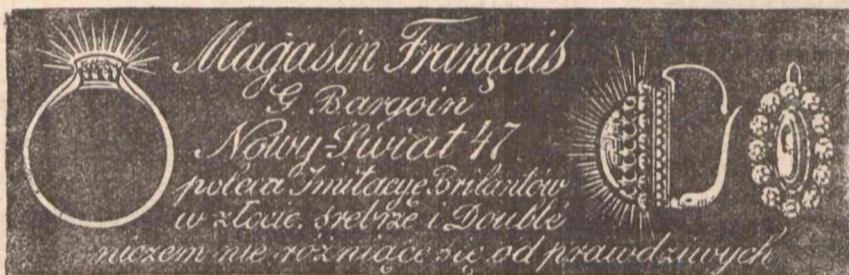 Magasin Français
G. Bargoin
Nowy-Świat 47
poleca Imitacye Brilantów
w złocie, srebrze i Doublé
niczem nie różniące się od prawdziwych